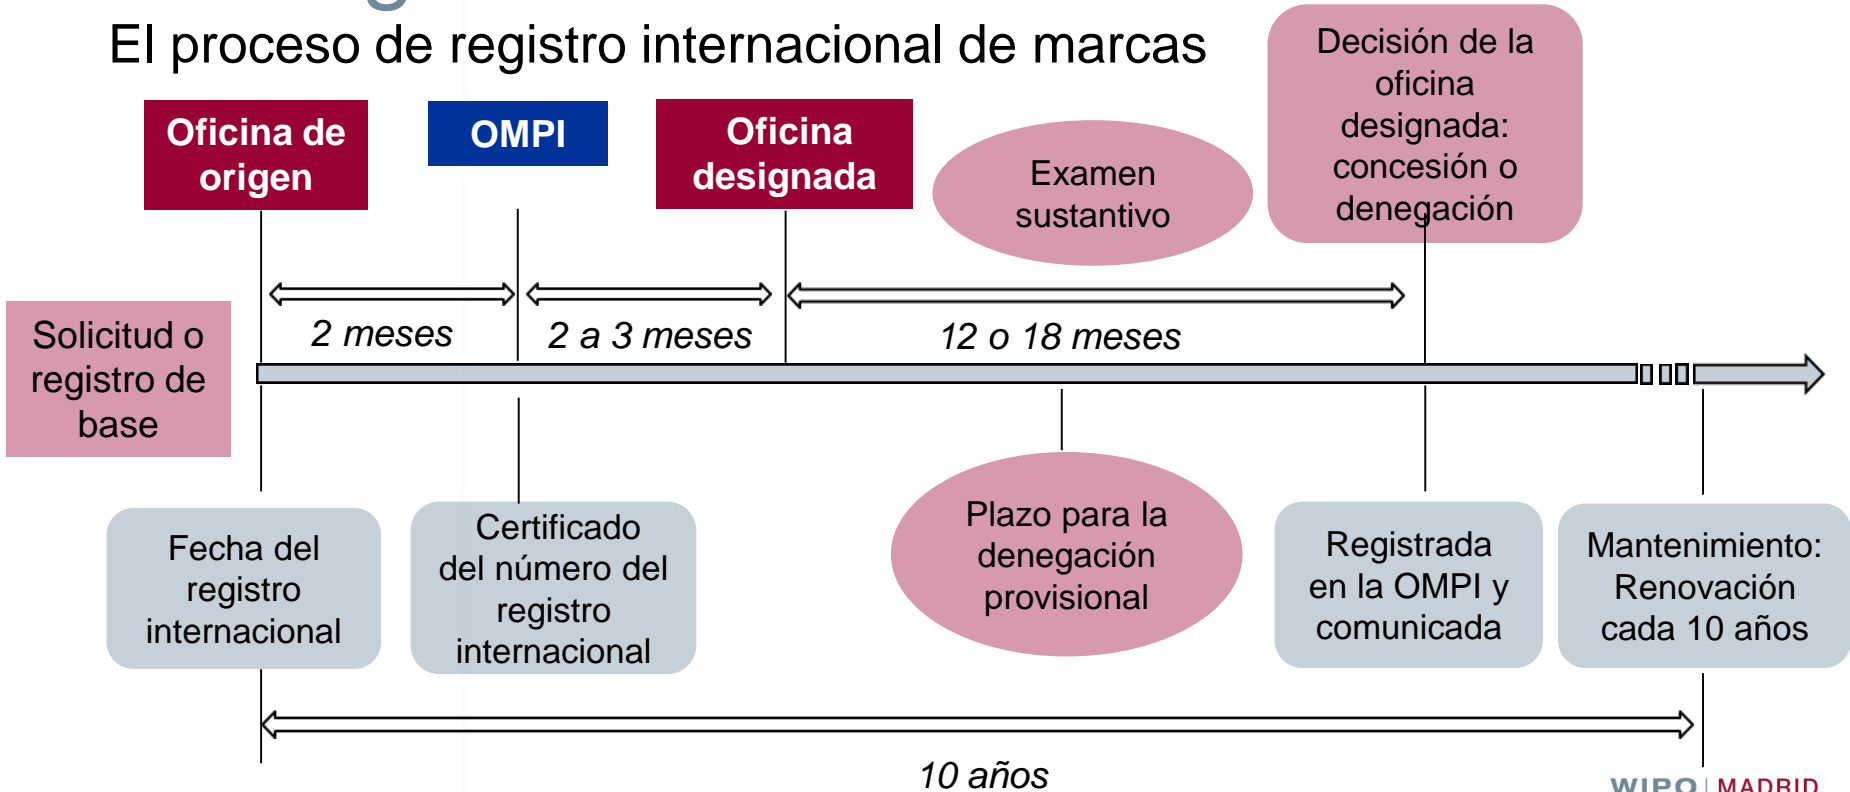 El proceso de registro internacional de marcas
Oficina de
origen
OMPI
Oficina
designada
Examen
sustantivo
Decisión de la
oficina
designada:
concesión o
denegación
2 meses
2 a 3 meses
12 o 18 meses
Solicitud o
registro de
base
Fecha del
registro
internacional
Certificado
del número del
registro
internacional
Plazo para la
denegación
provisional
Registrada
en la OMPI y
comunicada
Mantenimiento:
Renovación
cada 10 años
10 años
WIPO | MADRID